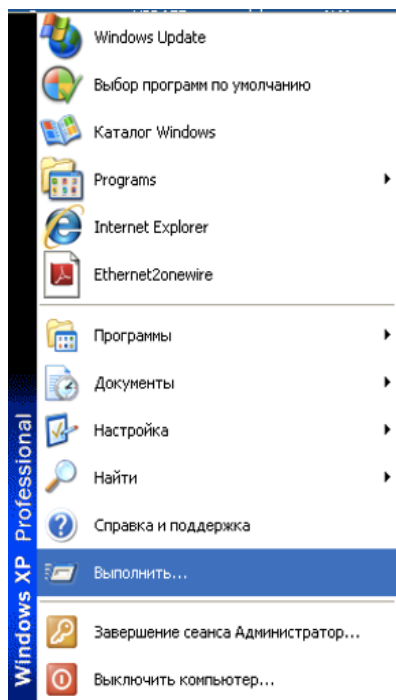 Windows Update
Выбор программ по умолчанию
Каталог Windows
Programs
Internet Explorer
Ethernet2onewire
Программы
Документы
Настройка
Найти
Справка и поддержка
Выполнить...
Завершение сеанса Администратор...
Выключить компьютер...
Windows XP Professional